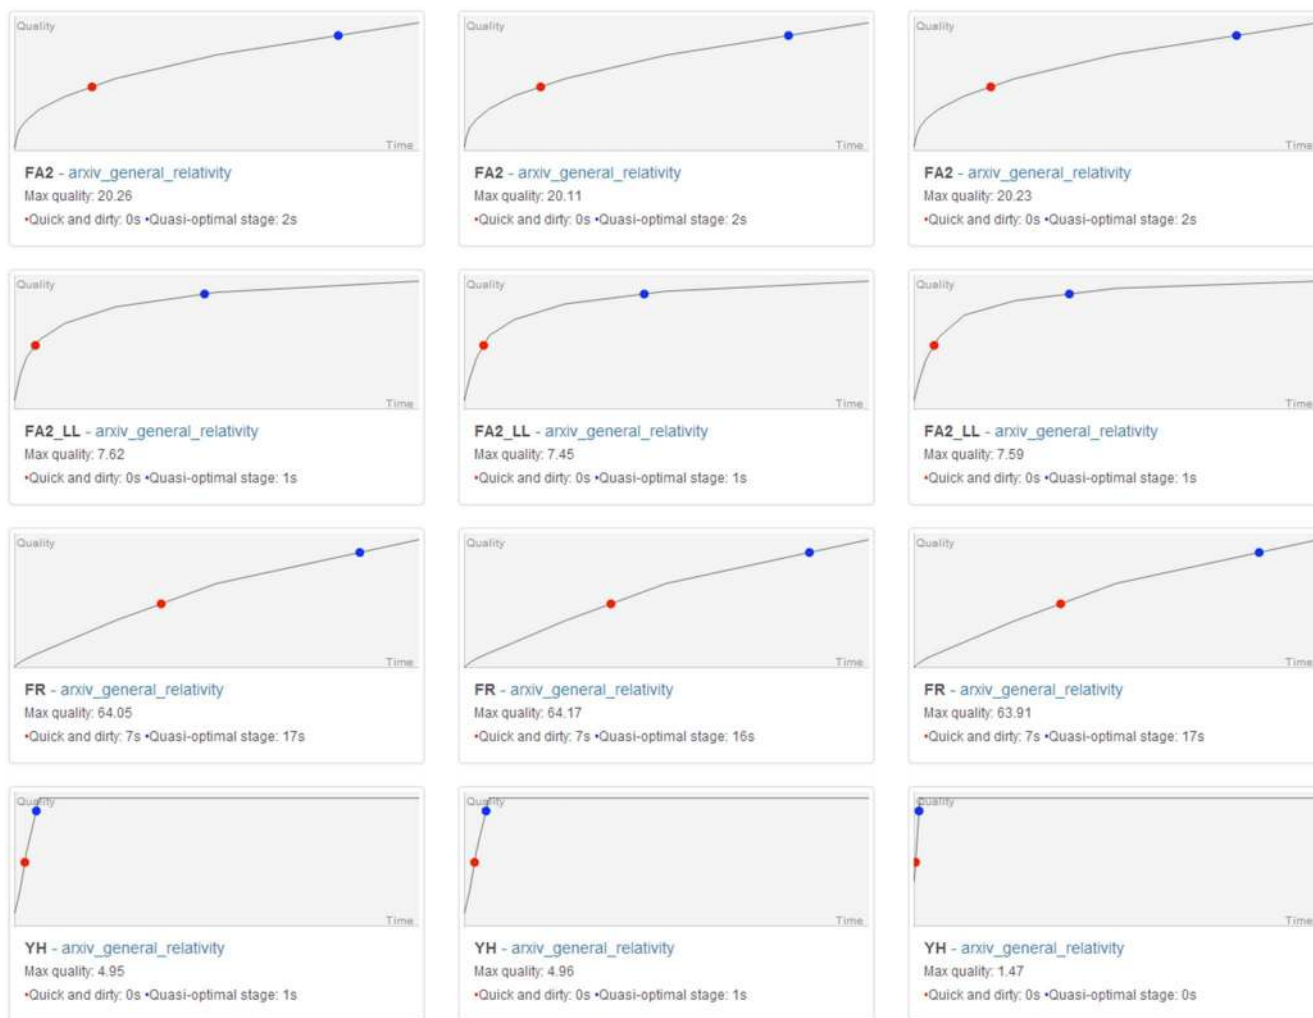 Quality
Time
FA2 - arxiv_general_relativity
Max quality: 20.26
•Quick and dirty: 0s •Quasi-optimal stage: 2s
Quality
Time
FA2 - arxiv_general_relativity
Max quality: 20.11
•Quick and dirty: 0s •Quasi-optimal stage: 2s
Quality
Time
FA2 - arxiv_general_relativity
Max quality: 20.23
•Quick and dirty: 0s •Quasi-optimal stage: 2s
Quality
Time
FA2_LL - arxiv_general_relativity
Max quality: 7.62
•Quick and dirty: 0s •Quasi-optimal stage: 1s
Quality
Time
FA2_LL - arxiv_general_relativity
Max quality: 7.45
•Quick and dirty: 0s •Quasi-optimal stage: 1s
Quality
Time
FA2_LL - arxiv_general_relativity
Max quality: 7.59
•Quick and dirty: 0s •Quasi-optimal stage: 1s
Quality
Time
FR - arxiv_general_relativity
Max quality: 64.05
•Quick and dirty: 7s •Quasi-optimal stage: 17s
Quality
Time
FR - arxiv_general_relativity
Max quality: 64.17
•Quick and dirty: 7s •Quasi-optimal stage: 16s
Quality
Time
FR - arxiv_general_relativity
Max quality: 63.91
•Quick and dirty: 7s •Quasi-optimal stage: 17s
Quality
Time
YH - arxiv_general_relativity
Max quality: 4.95
•Quick and dirty: 0s •Quasi-optimal stage: 1s
Quality
Time
YH - arxiv_general_relativity
Max quality: 4.96
•Quick and dirty: 0s •Quasi-optimal stage: 1s
Quality
Time
YH - arxiv_general_relativity
Max quality: 1.47
•Quick and dirty: 0s •Quasi-optimal stage: 0s